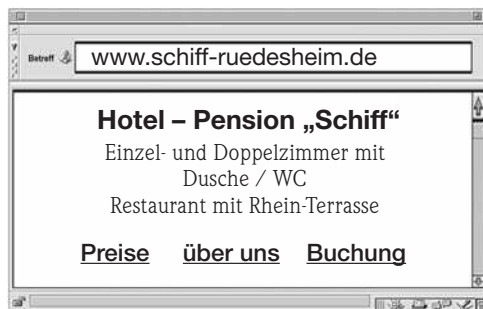 Betreff www.schiff-ruedesheim.de
Hotel – Pension „Schiff“
Einzel- und Doppelzimmer mit
Dusche / WC
Restaurant mit Rhein-Terrasse
Preise über uns Buchung